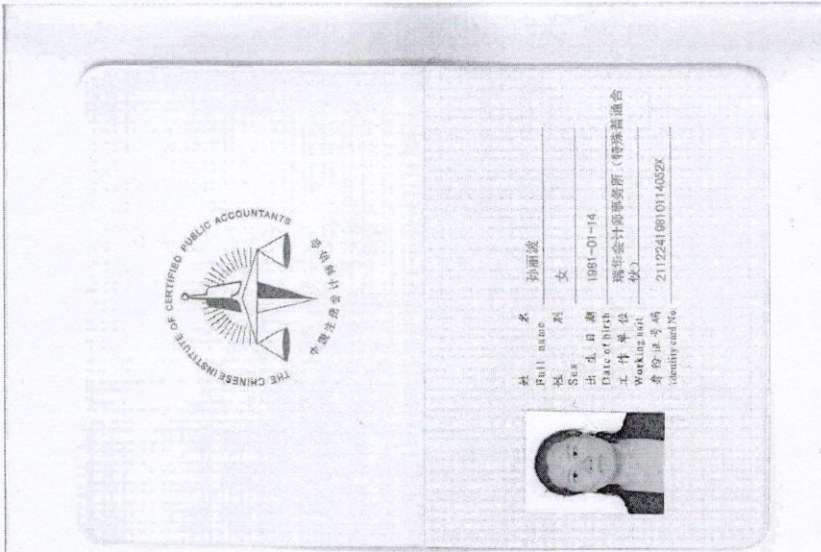 THE CHINESE INSTITUTE OF CERTIFIED PUBLIC ACCOUNTANTS
中国注册会计师协会
姓 名 孙丽波
Full name
性 别 女
Sex
出 生 日 期 1981-01-14
Date of birth
工 作 单 位 瑞华会计师事务所（特殊普通合
Working unit 伙）
身 份 证 号 码 21122419810114052X
Identity card No.